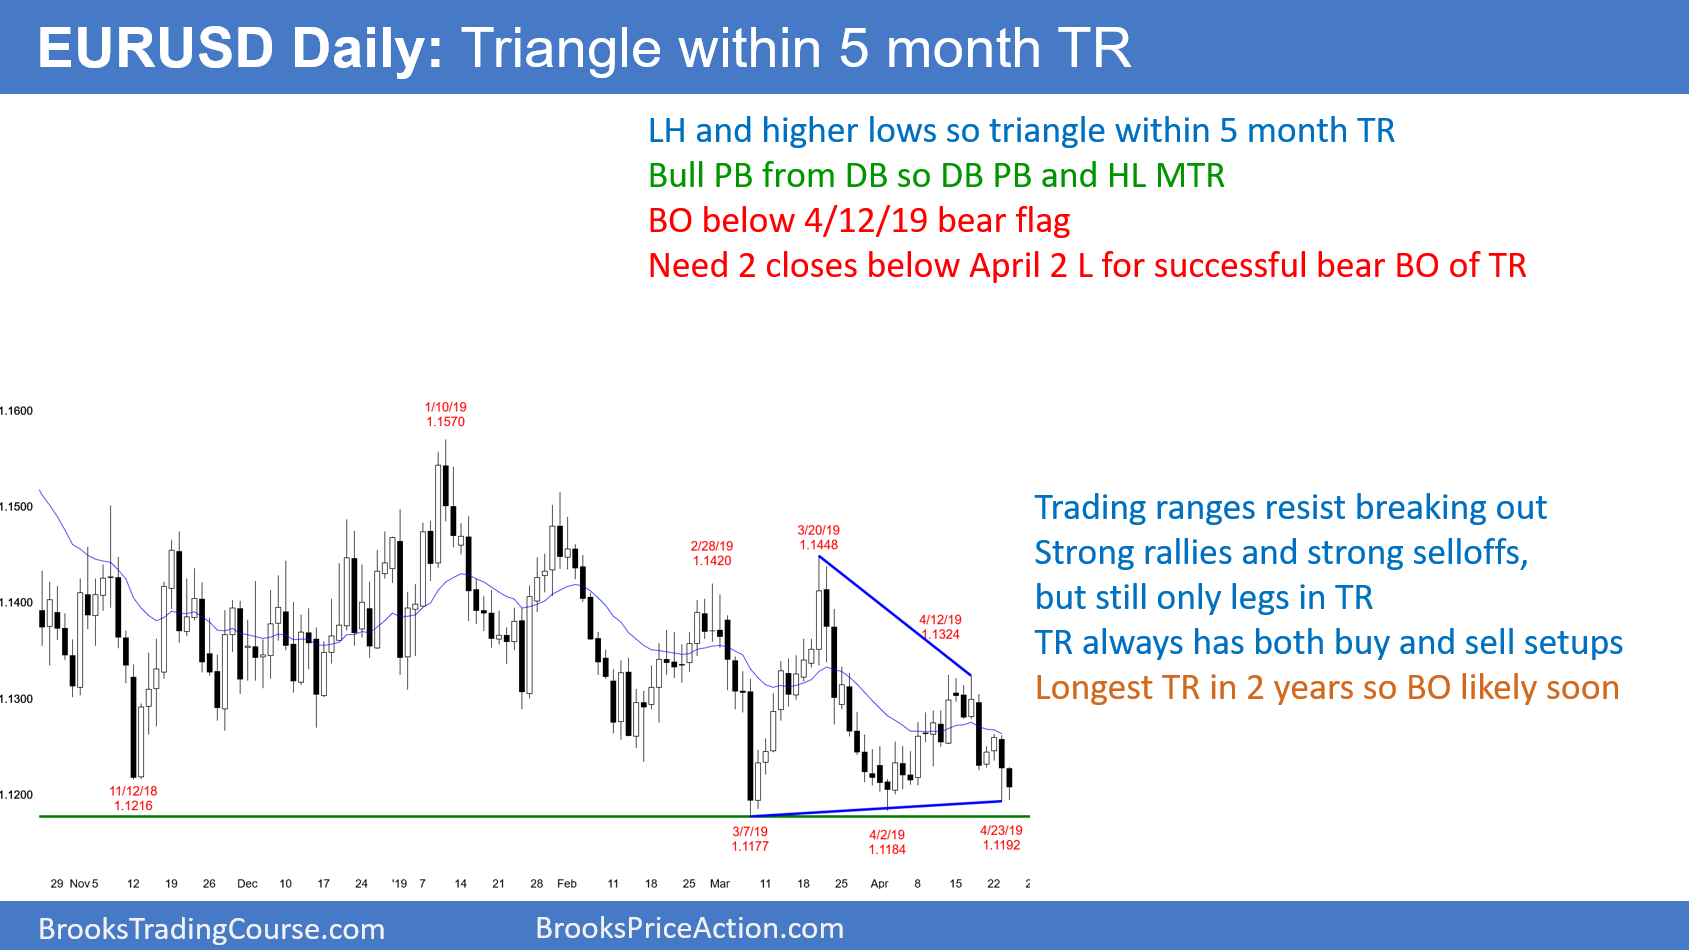 EURUSD Daily: Triangle within 5 month TR
LH and higher lows so triangle within 5 month TR
Bull PB from DB so DB PB and HL MTR
BO below 4/12/19 bear flag
Need 2 closes below April 2 L for successful bear BO of TR
1.1600
1.1500
1.1400
1.1300
1.1200
1/10/19
1.1570
2/28/19
1.1420
3/20/19
1.1448
4/12/19
1.1324
11/12/18
1.1216
3/7/19
1.1177
4/2/19
1.1184
4/23/19
1.1192
Trading ranges resist breaking out
Strong rallies and strong selloffs,
but still only legs in TR
TR always has both buy and sell setups
Longest TR in 2 years so BO likely soon
29 Nov 5 12 19 26 Dec 10 17 24 '19 7 14 21 28 Feb 11 18 25 Mar 11 18 25 Apr 8 15 22
BrooksTradingCourse.com
BrooksPriceAction.com